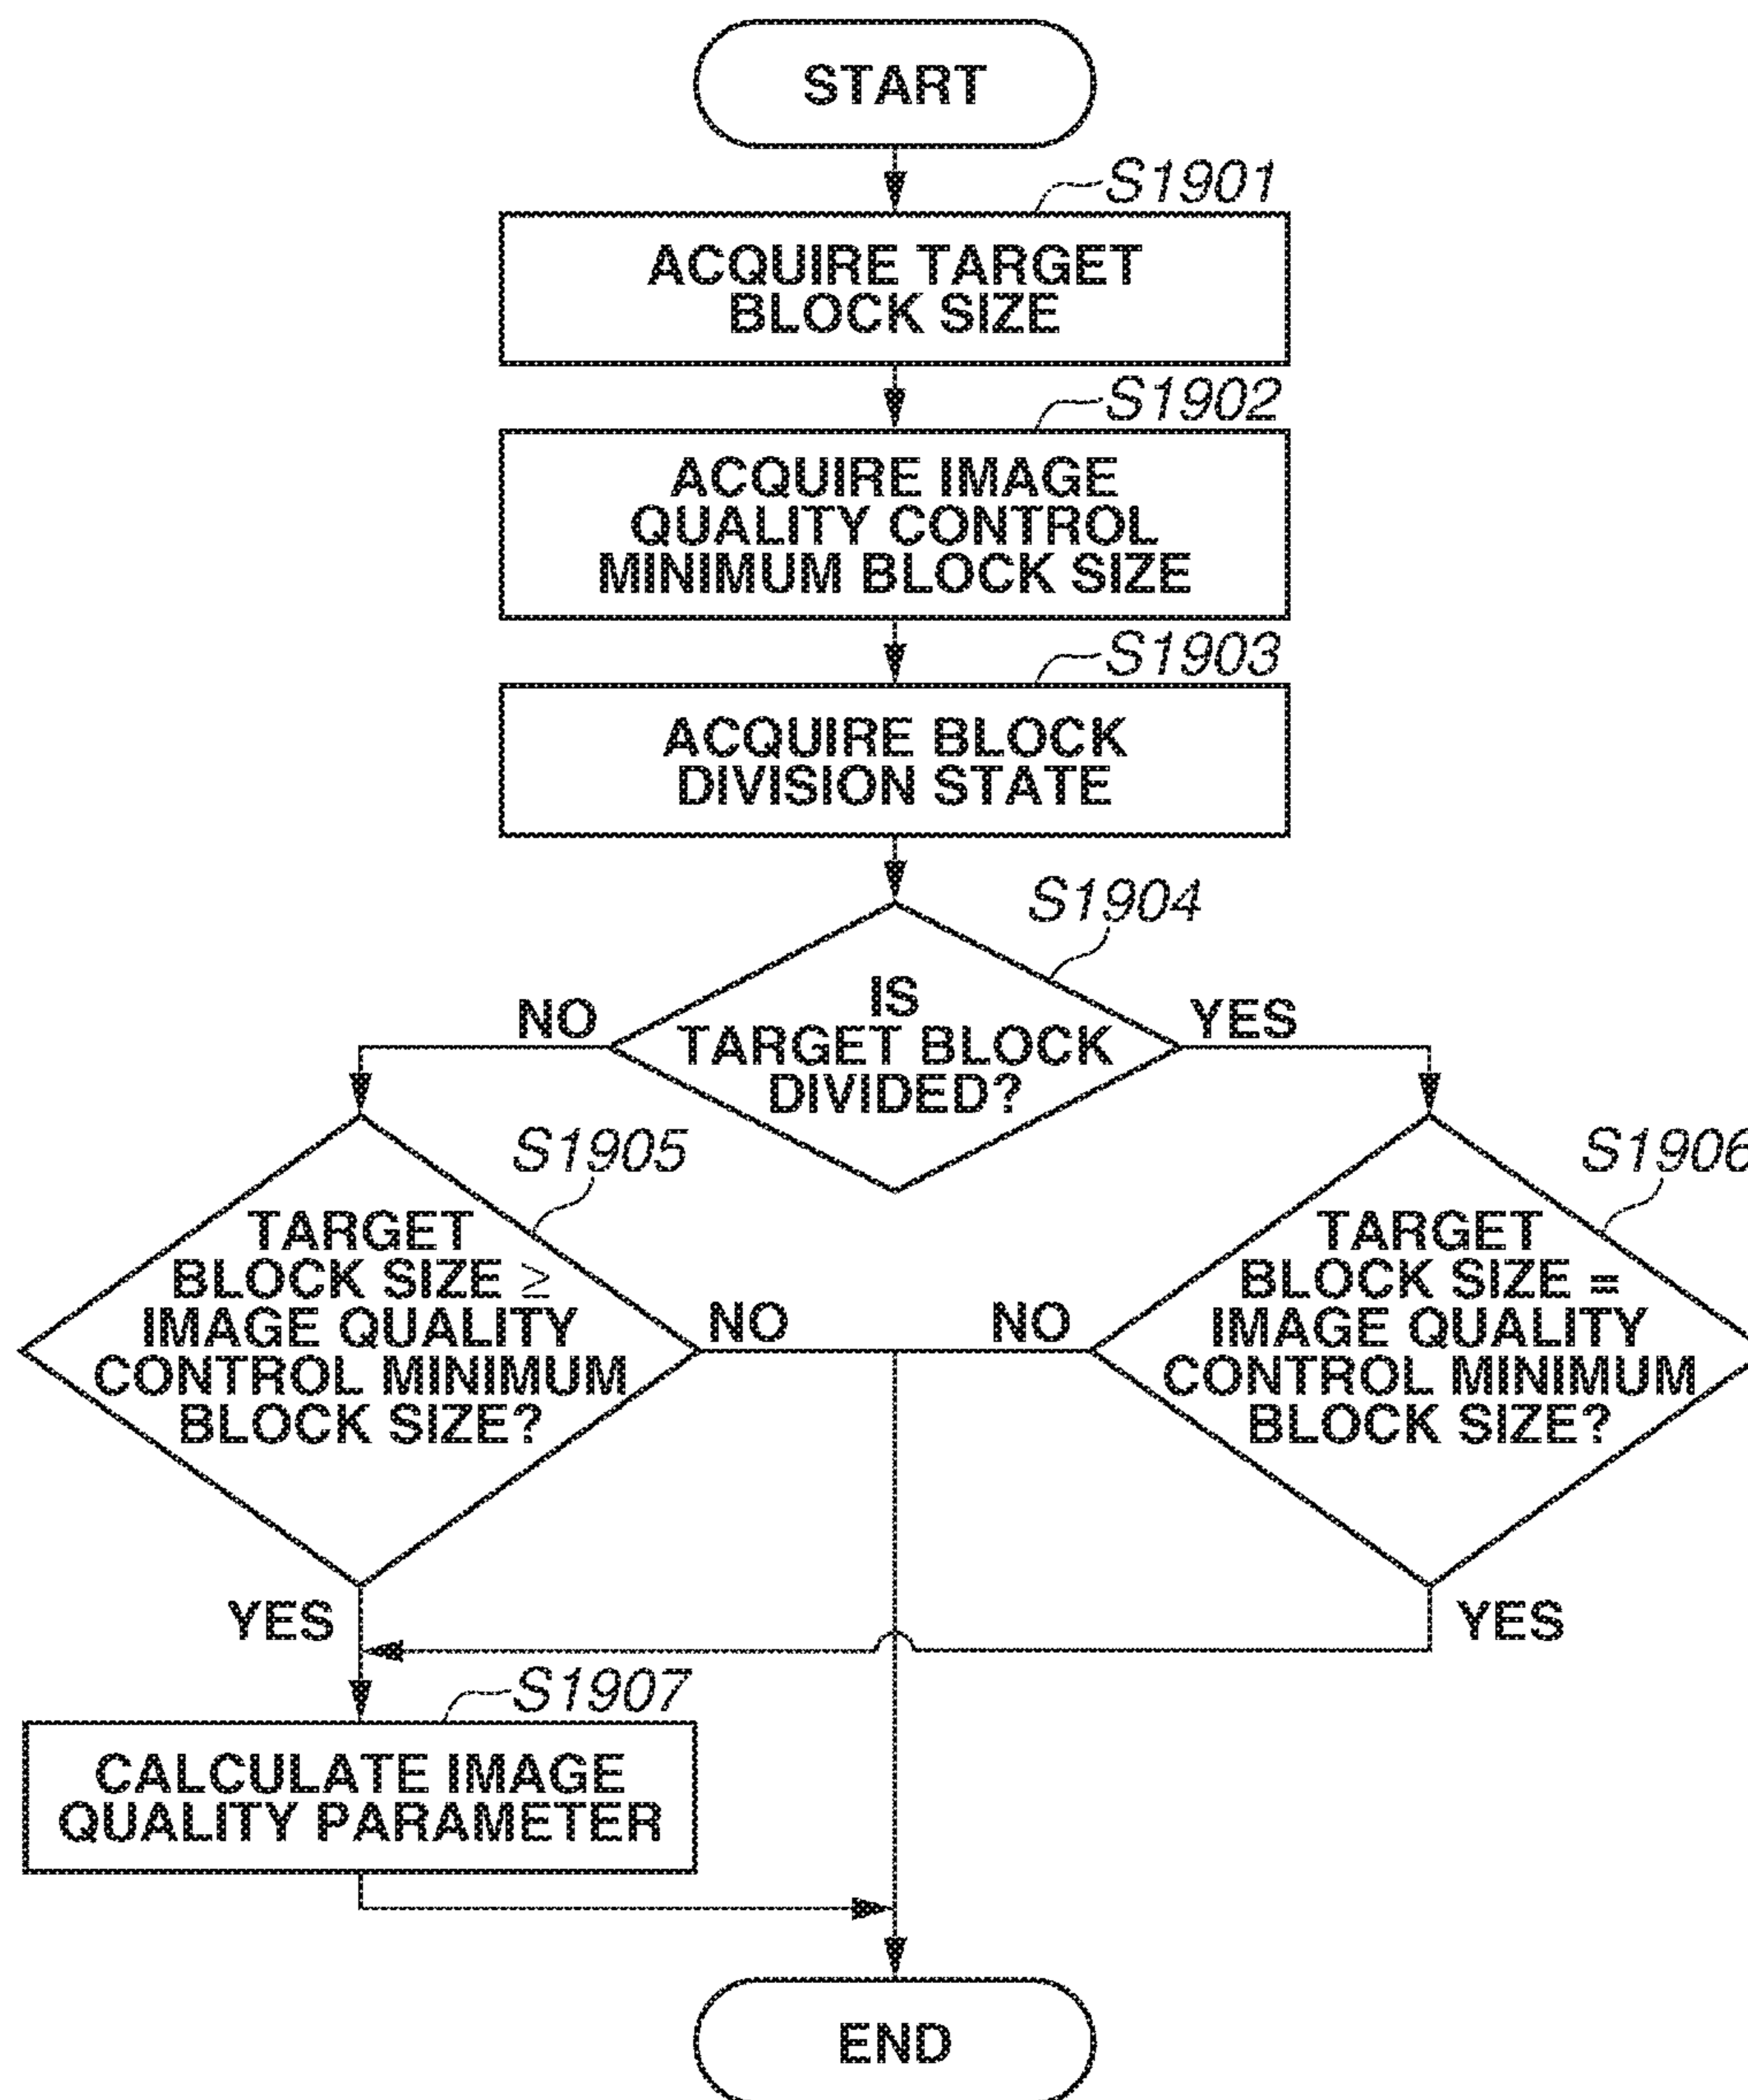 START
S1901
ACQUIRE TARGET
BLOCK SIZE
S1902
ACQUIRE IMAGE
QUALITY CONTROL
MINIMUM BLOCK SIZE
S1903
ACQUIRE BLOCK
DIVISION STATE
S1904
IS
TARGET BLOCK
DIVIDED?
NO
YES
S1905
TARGET
BLOCK SIZE ≥
IMAGE QUALITY
CONTROL MINIMUM
BLOCK SIZE?
NO
YES
S1906
TARGET
BLOCK SIZE =
IMAGE QUALITY
CONTROL MINIMUM
BLOCK SIZE?
NO
YES
S1907
CALCULATE IMAGE
QUALITY PARAMETER
END